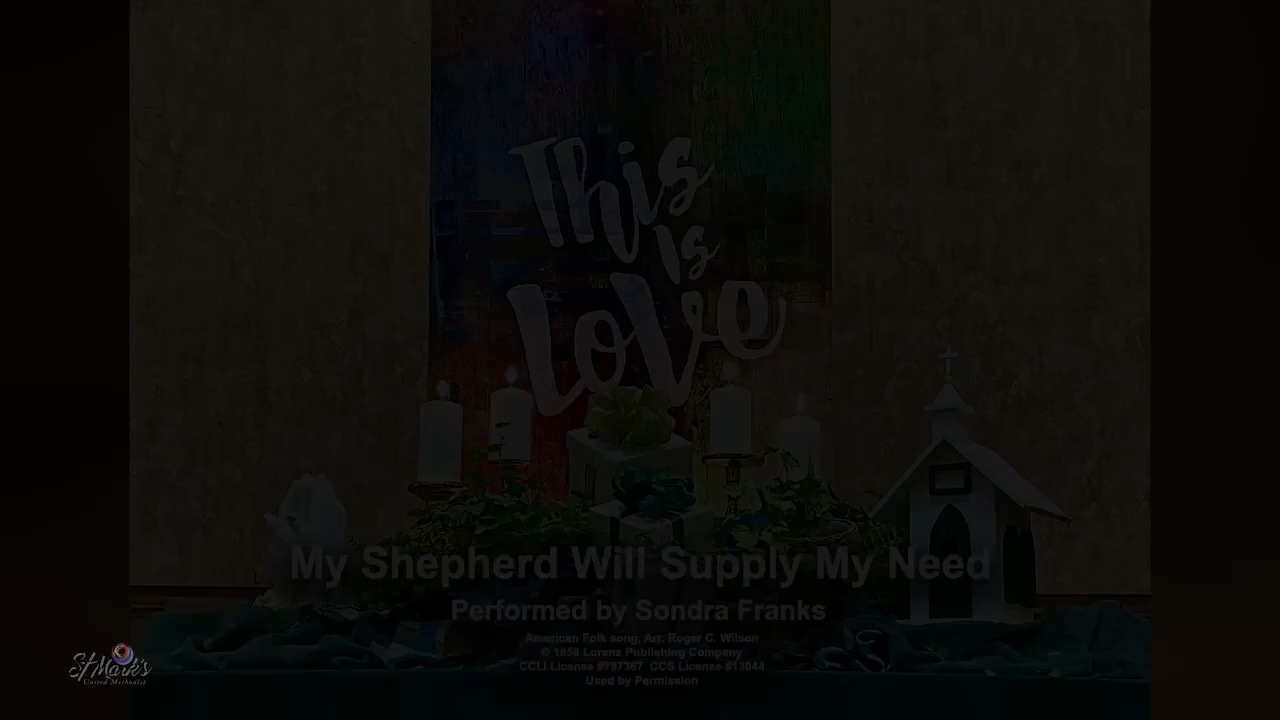 This
Is
Love
My Shepherd Will Supply My Need
Performed by Sondra Franks
American Folk song, Arr. Roger C. Wilson
© 1958 Lorenz Publishing Company
CCLI License #797367 CCS License #13044
Used by Permission
St Mark's
United Methodist